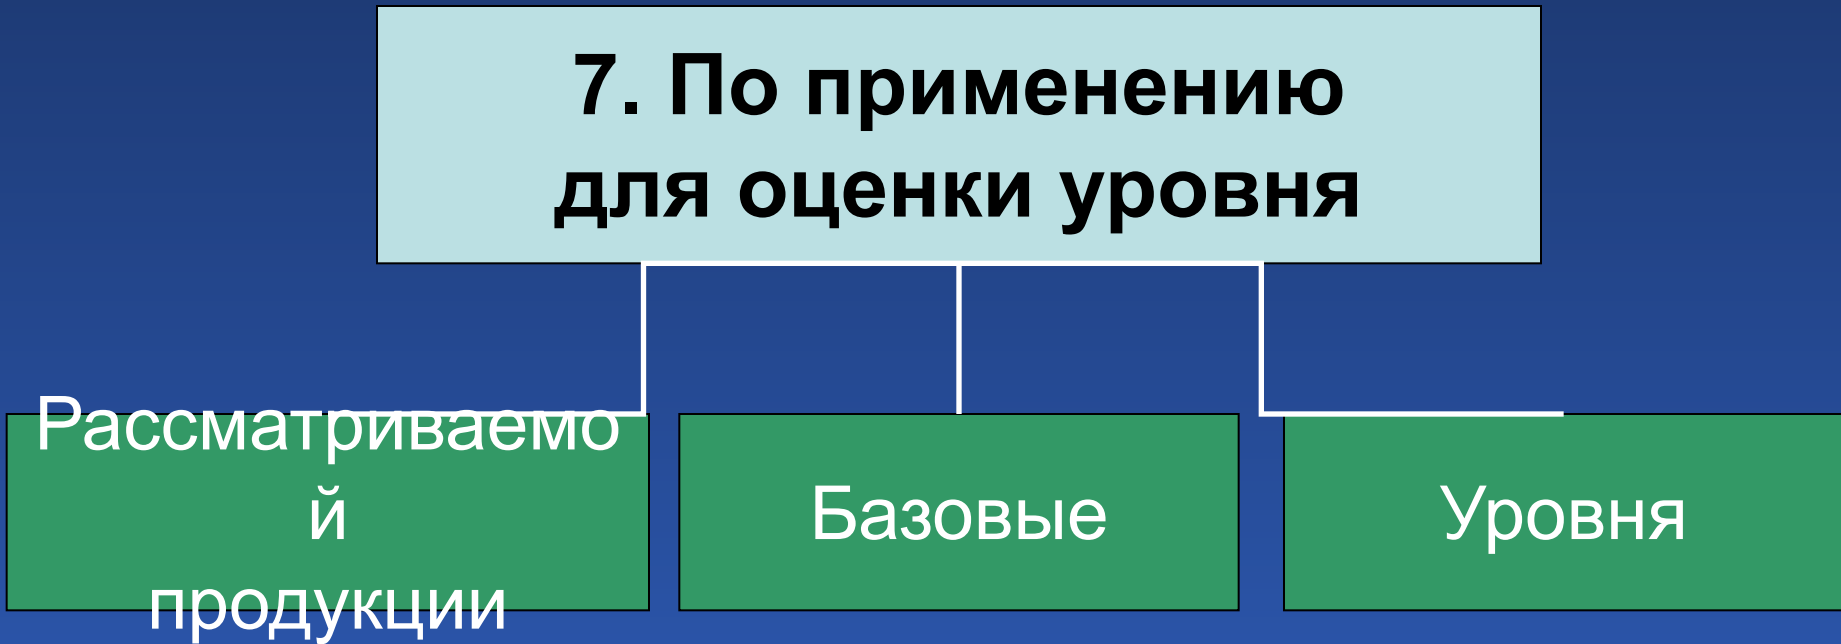 7. По применению
для оценки уровня
Рассматриваемо
й
продукции
Базовые
Уровня